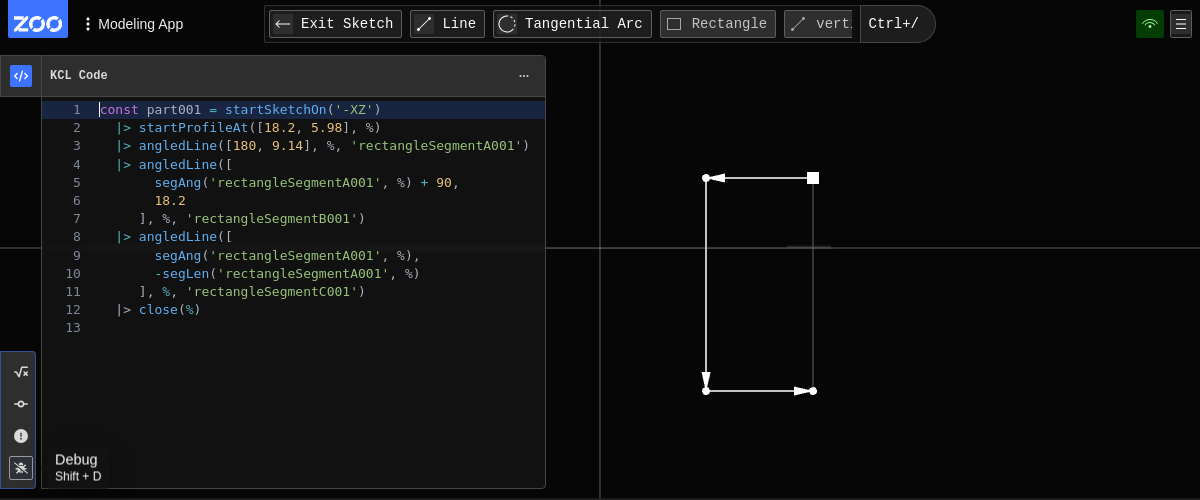 ZOO
Modeling App
Exit Sketch
Line
Tangential Arc
Rectangle
Ctrl+/
KCL Code
1 const part001 = startSketchOn('-XZ')
2 |> startProfileAt([18.2, 5.98], %)
3 |> angledLine([180, 9.14], %, 'rectangleSegmentA001')
4 |> angledLine([
5 segAng('rectangleSegmentA001', %) + 90,
6 18.2
7 ], %, 'rectangleSegmentB001')
8 |> angledLine([
9 segAng('rectangleSegmentA001', %),
10 -segLen('rectangleSegmentA001', %)
11 ], %, 'rectangleSegmentC001')
12 |> close(%)
13
Debug
Shift + D